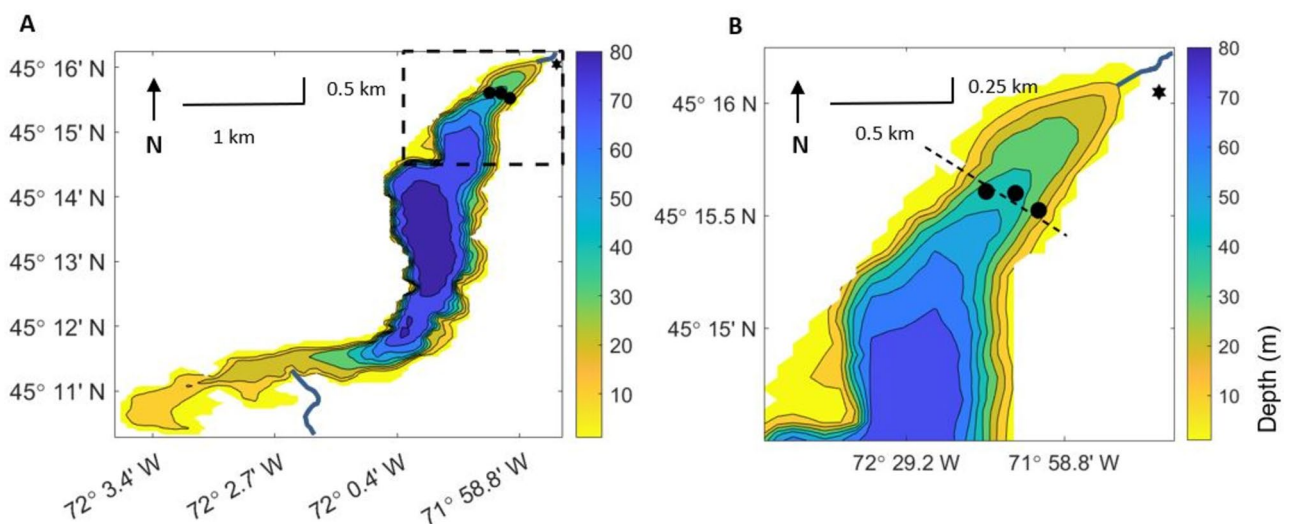 A
45° 16' N
45° 15' N
45° 14' N
45° 13' N
45° 12' N
45° 11' N
N
0.5 km
1 km
72° 3.4' W
72° 2.7' W
72° 0.4' W
71° 58.8' W
80
70
60
50
40
30
20
10
B
45° 16' N
45° 15.5' N
45° 15' N
N
0.25 km
0.5 km
72° 29.2 W
71° 58.8' W
80
70
60
50
40
30
20
10
Depth (m)